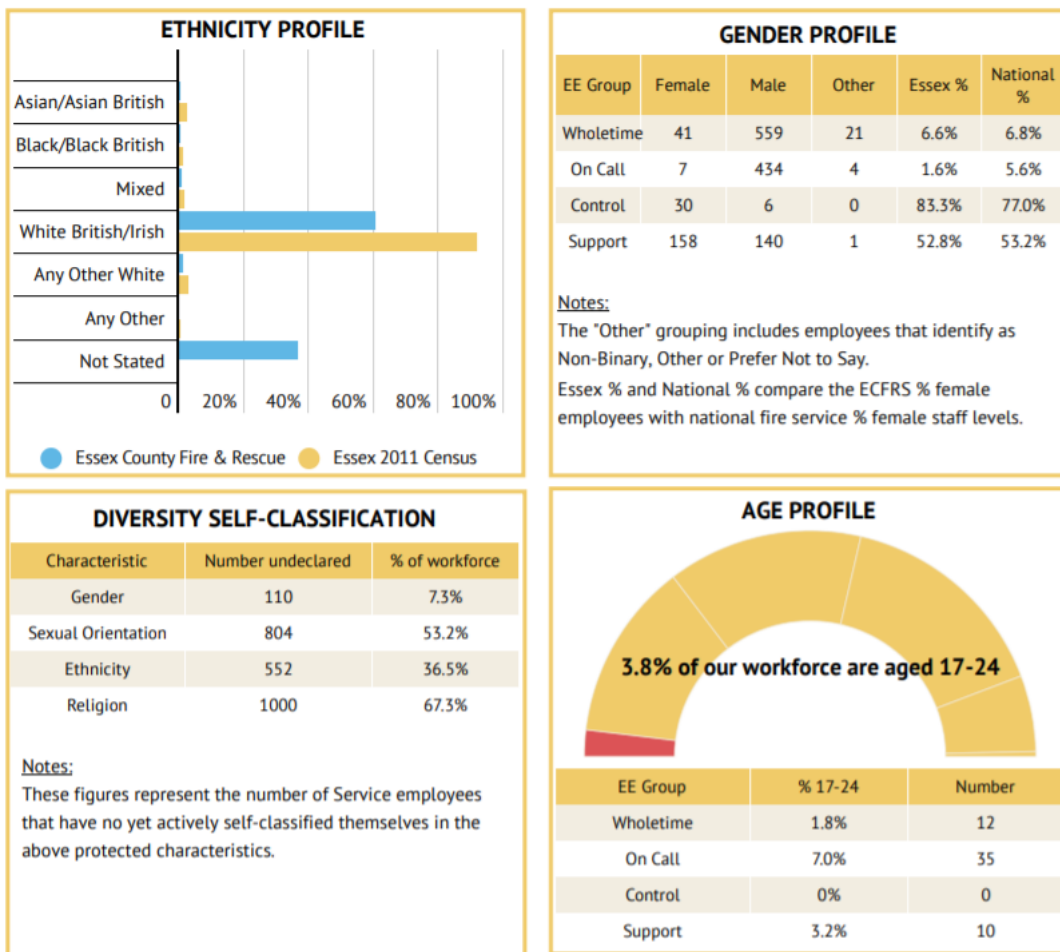 ETHNICITY PROFILE
Asian/Asian British
Black/Black British
Mixed
White British/Irish
Any Other White
Any Other
Not Stated
0 20% 40% 60% 80% 100%
Essex County Fire & Rescue Essex 2011 Census
GENDER PROFILE
EE Group Female Male Other Essex % National %
Wholetime 41 559 21 6.6% 6.8%
On Call 7 434 4 1.6% 5.6%
Control 30 6 0 83.3% 77.0%
Support 158 140 1 52.8% 53.2%
Notes:
The "Other" grouping includes employees that identify as
Non-Binary, Other or Prefer Not to Say.
Essex % and National % compare the ECFRS % female
employees with national fire service % female staff levels.
DIVERSITY SELF-CLASSIFICATION
Characteristic Number undeclared % of workforce
Gender 110 7.3%
Sexual Orientation 804 53.2%
Ethnicity 552 36.5%
Religion 1000 67.3%
Notes:
These figures represent the number of Service employees
that have no yet actively self-classified themselves in the
above protected characteristics.
AGE PROFILE
3.8% of our workforce are aged 17-24
EE Group % 17-24 Number
Wholetime 1.8% 12
On Call 7.0% 35
Control 0% 0
Support 3.2% 10